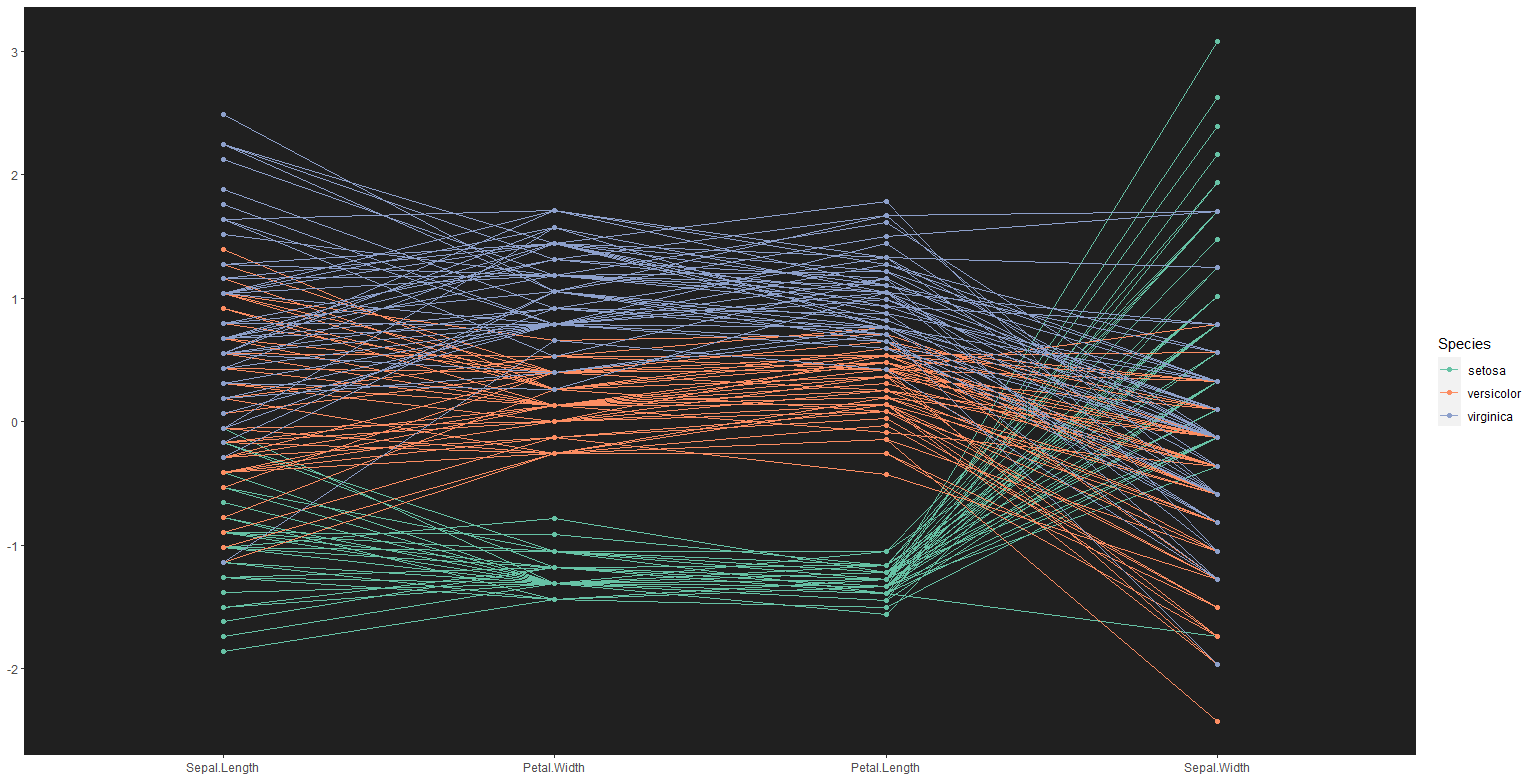 3
2
1
0
-1
-2
Sepal.Length Petal.Width Petal.Length Sepal.Width
Species
setosa
versicolor
virginica